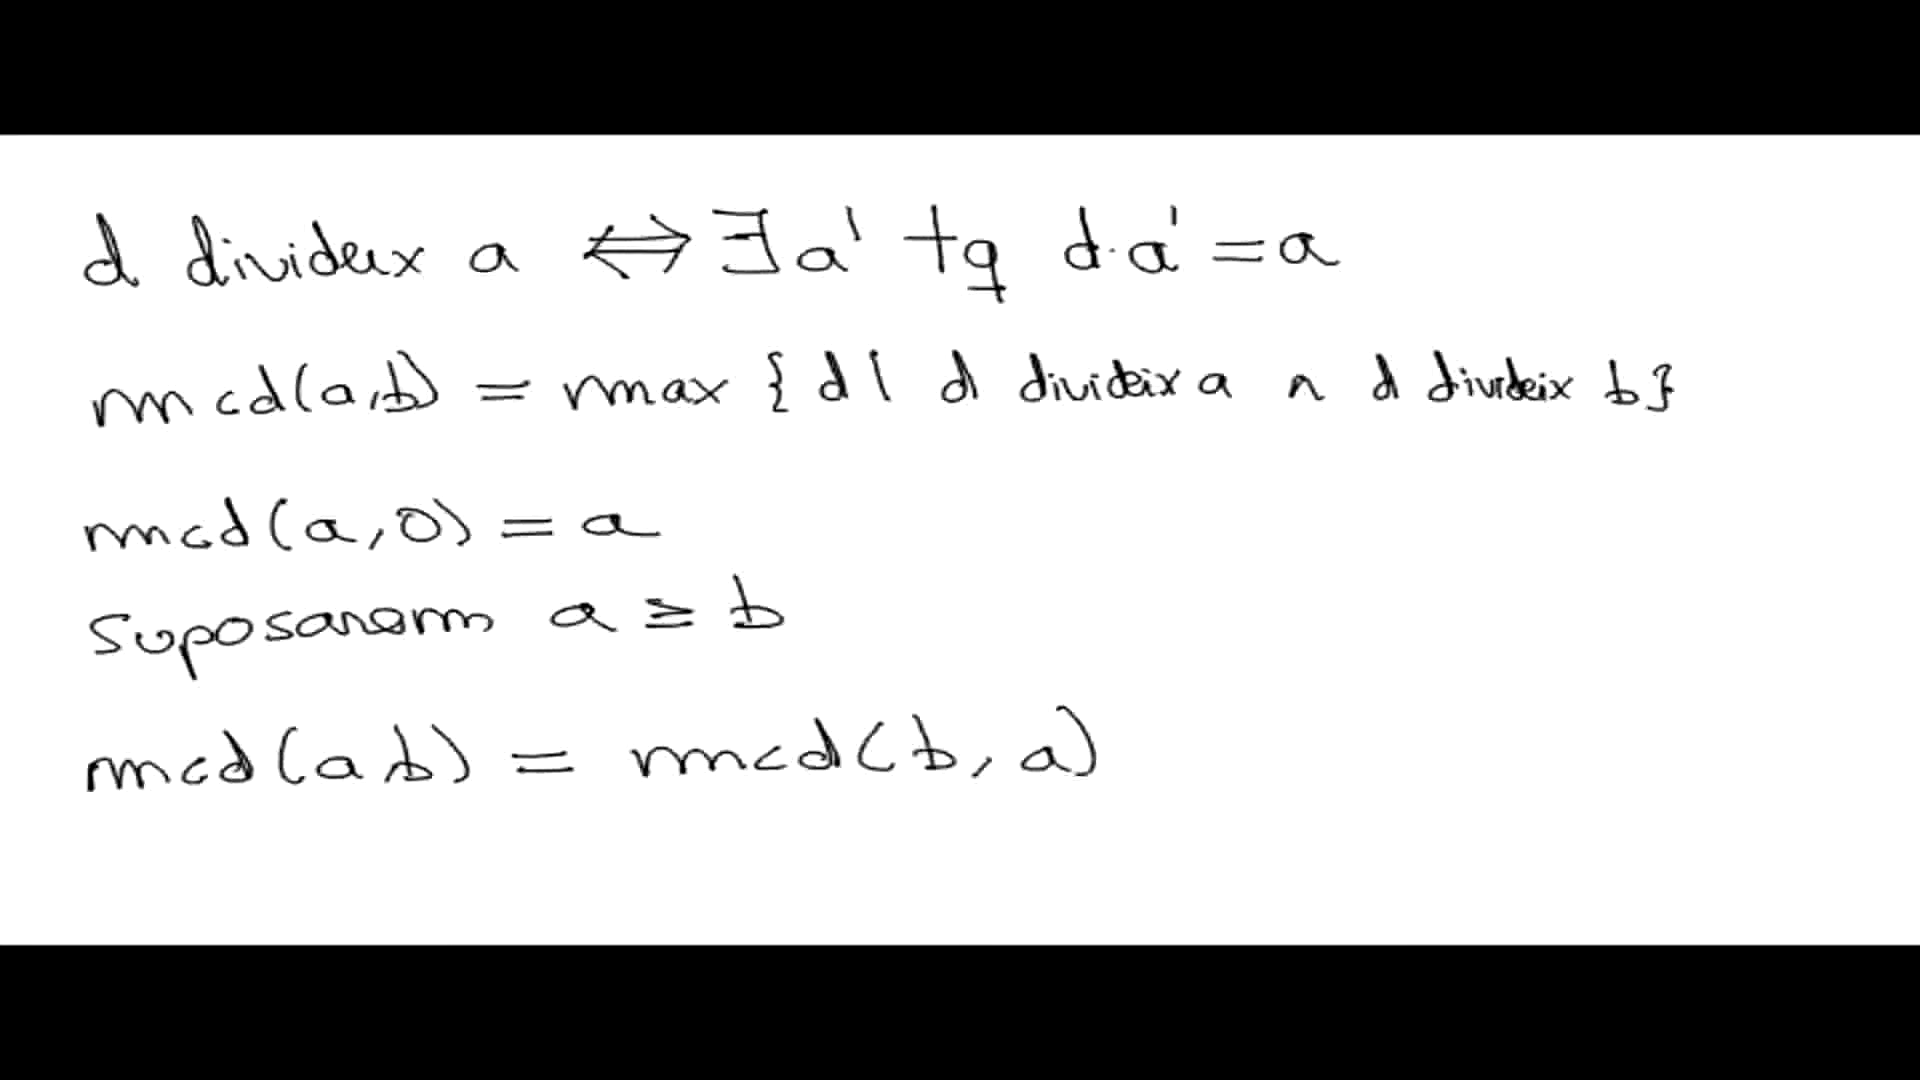 d divideix a ⟺ ∃ a' tq d·a' = a
mcd(a,b) = max {d | d divideix a ∧ d divideix b}
mcd(a,0) = a
suposarem a ≥ b
mcd(a,b) = mcd(b,a)